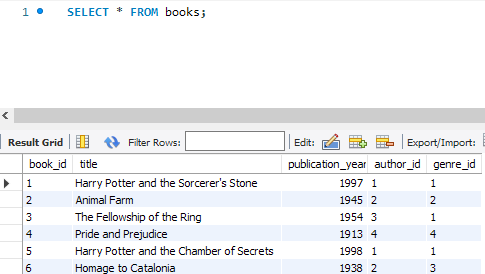 1 SELECT * FROM books;
Result Grid Filter Rows: Edit: Export/Import:
book_id title publication_year author_id genre_id
1 Harry Potter and the Sorcerer's Stone 1997 1 1
2 Animal Farm 1945 2 2
3 The Fellowship of the Ring 1954 3 1
4 Pride and Prejudice 1913 4 4
5 Harry Potter and the Chamber of Secrets 1998 1 1
6 Homage to Catalonia 1938 2 3